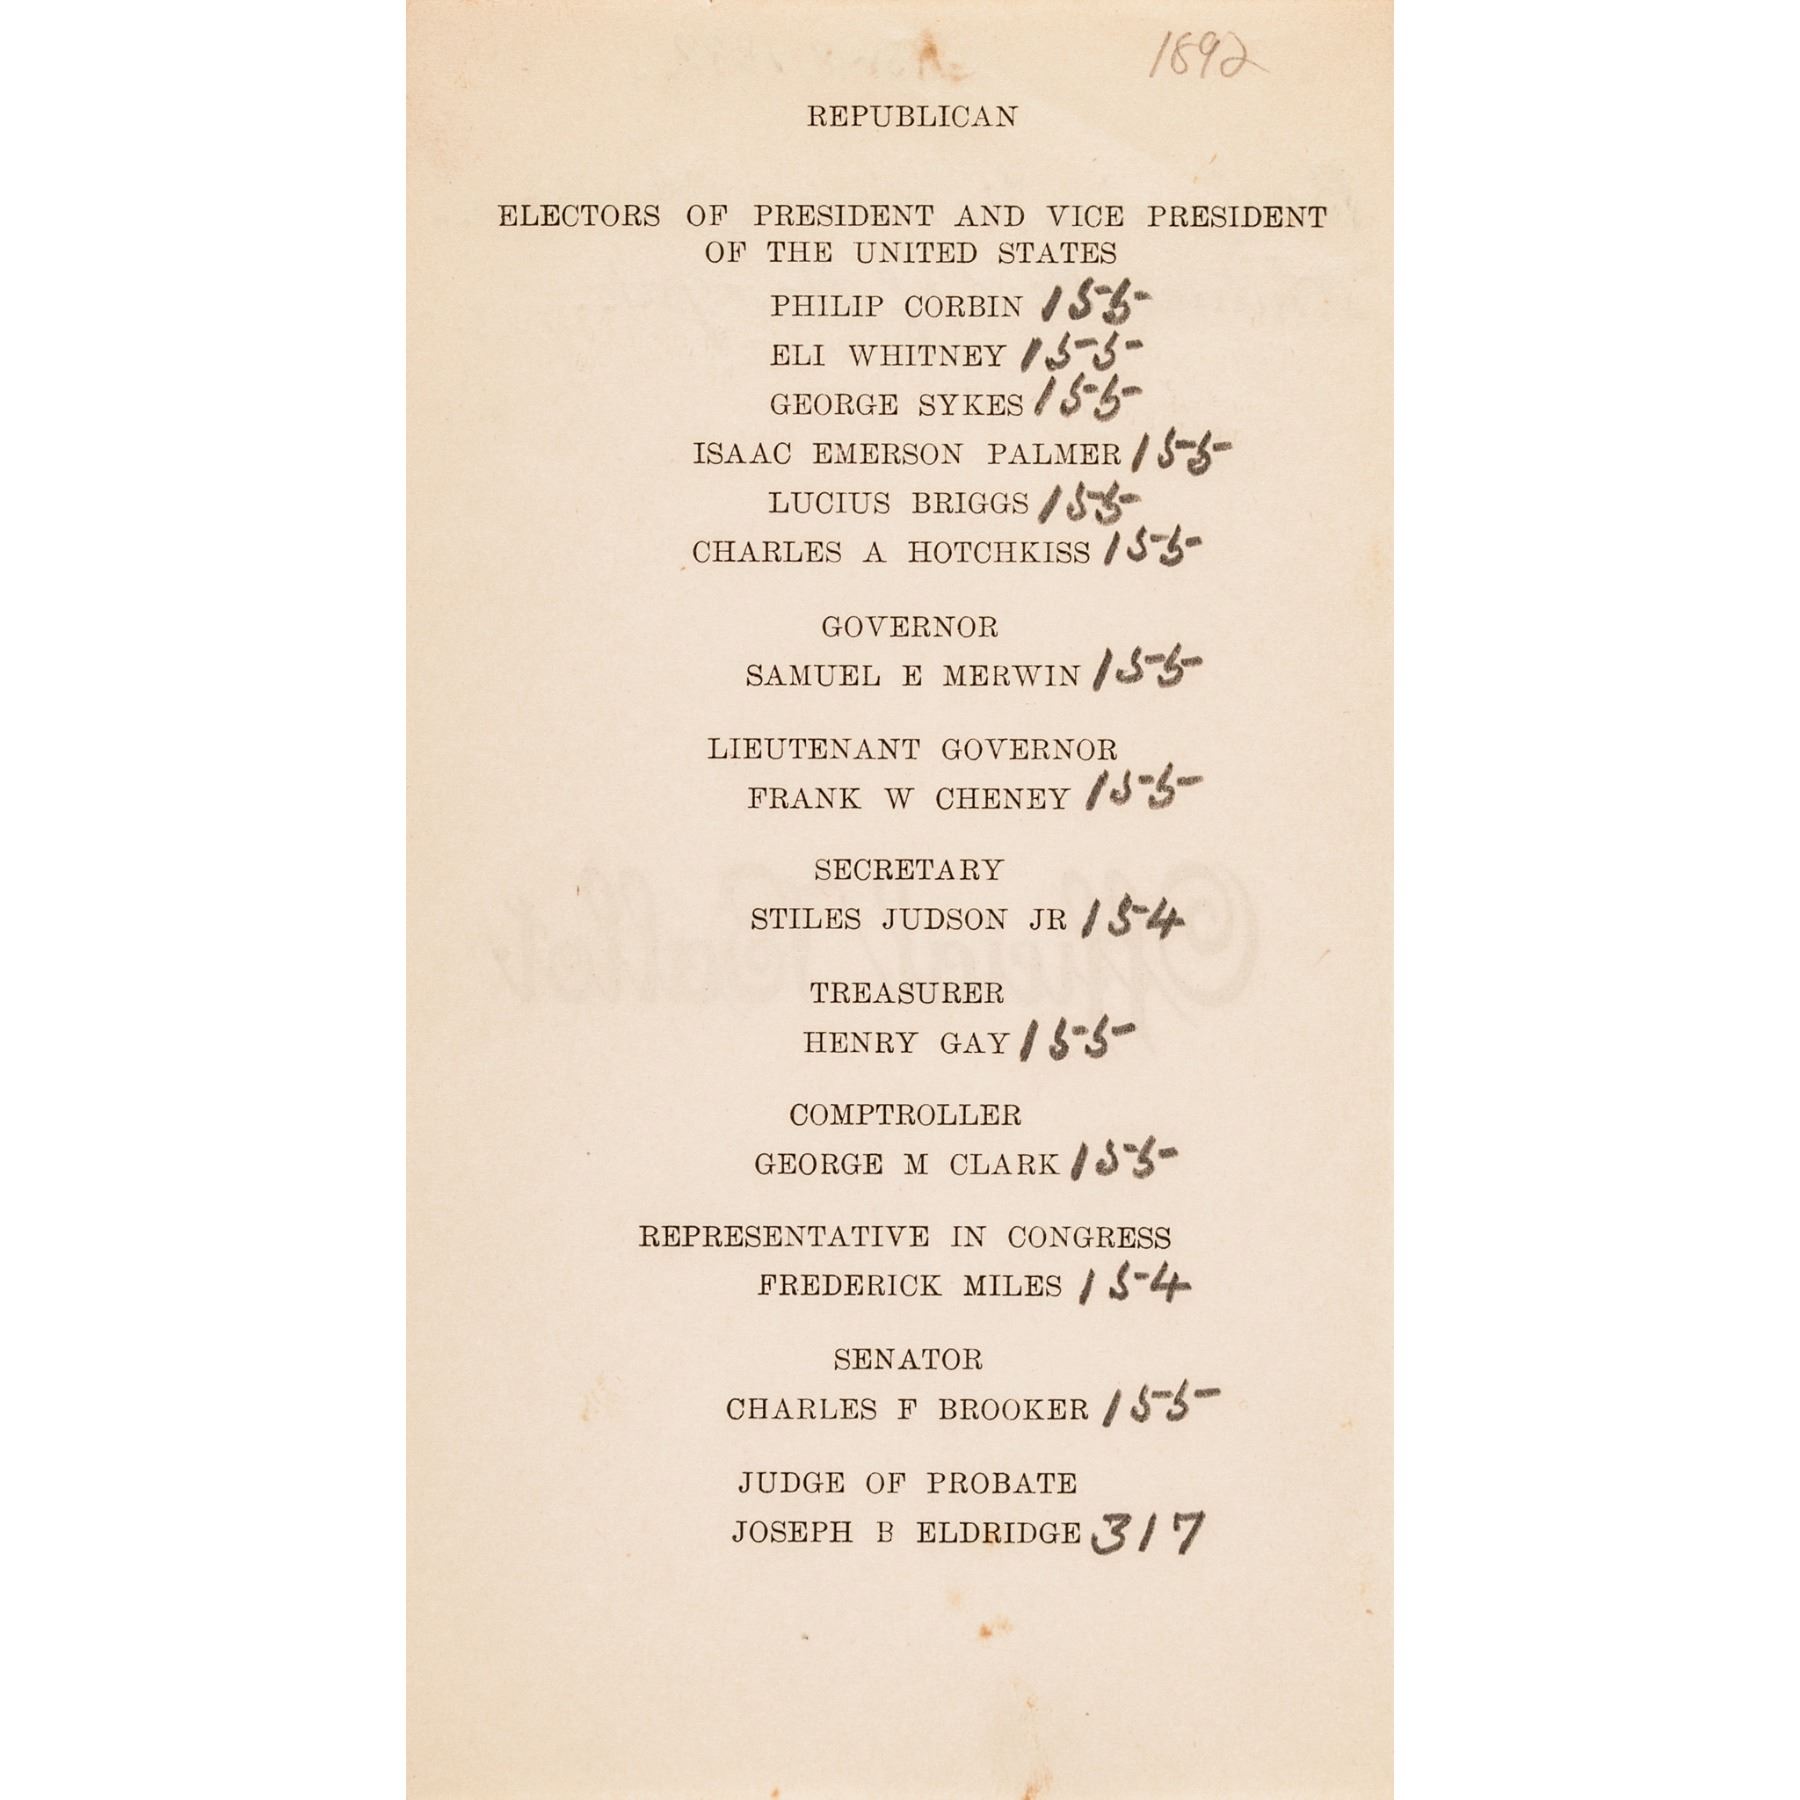 1892
REPUBLICAN
ELECTORS OF PRESIDENT AND VICE PRESIDENT
OF THE UNITED STATES
PHILIP CORBIN 155
ELI WHITNEY 155
GEORGE SYKES 155
ISAAC EMERSON PALMER 155
LUCIUS BRIGGS 155
CHARLES A HOTCHKISS 155
GOVERNOR
SAMUEL E MERWIN 155
LIEUTENANT GOVERNOR
FRANK W CHENEY 155
SECRETARY
STILES JUDSON JR 154
TREASURER
HENRY GAY 155
COMPTROLLER
GEORGE M CLARK 155
REPRESENTATIVE IN CONGRESS
FREDERICK MILES 154
SENATOR
CHARLES F BROOKER 155
JUDGE OF PROBATE
JOSEPH B ELDRIDGE 317